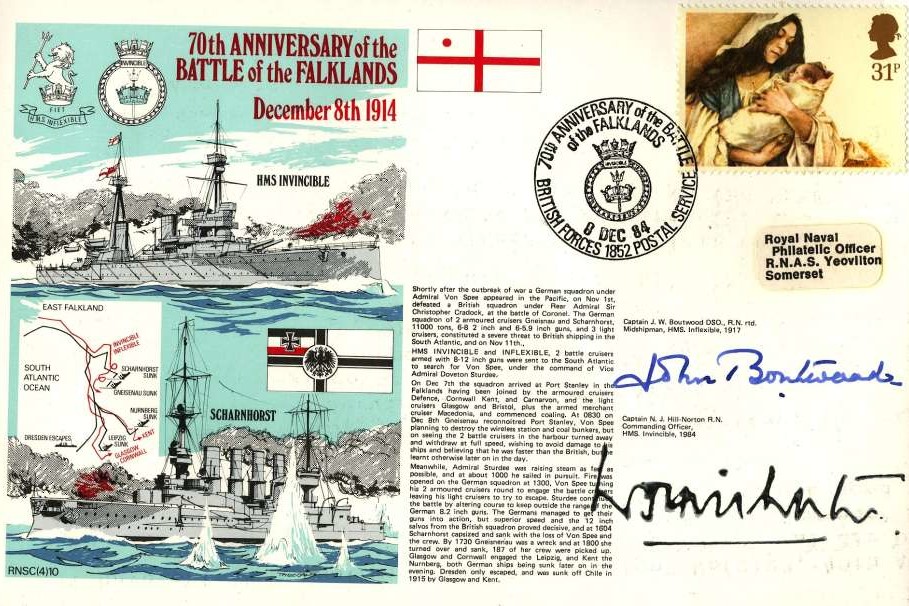 70th ANNIVERSARY of the
BATTLE of the FALKLANDS
December 8th 1914
INVINCIBLE
H.M.S. INFLEXIBLE
HMS INVINCIBLE
EAST FALKLAND
INVINCIBLE
INFLEXIBLE
SOUTH
ATLANTIC
OCEAN
SCHARNHORST
SUNK
GNEISENAU SUNK
NURNBERG
SUNK
DRESDEN ESCAPES
LEIPZIG
SUNK
KENT
GLASGOW
CORNWALL
SCHARNHORST
RNSC(4)10
31P
70th ANNIVERSARY of the BATTLE
of the FALKLANDS
8 DEC 84
BRITISH FORCES 1852 POSTAL SERVICE
Royal Naval
Philatelic Officer
R.N.A.S. Yeovilton
Somerset
Shortly after the outbreak of war a German squadron under
Admiral Von Spee appeared in the Pacific, on Nov 1st,
defeated a British squadron under Rear Admiral Sir
Christopher Cradock, at the battle of Coronel. The German
squadron of 2 armoured cruisers Gneisnau and Scharnhorst,
11000 tons, 6-8 2 inch and 6-5.9 inch guns, and 3 light
cruisers, constituted a severe threat to British shipping in the
South Atlantic, and on Nov 11th.,
HMS INVINCIBLE and INFLEXIBLE, 2 battle cruisers
armed with 8-12 inch guns were sent to the South Atlantic
to search for Von Spee, under the command of Vice
Admiral Doveton Sturdee.
On Dec 7th the squadron arrived at Port Stanley in the
Falklands having been joined by the armoured cruisers
Defence, Cornwall Kent, and Carnarvon, and the light
cruisers Glasgow and Bristol, plus the armed merchant
cruiser Macedonia, and commenced coaling. At 0830 on
Dec 8th Gneisenau reconnoitred Port Stanley, Von Spee
planning to destroy the wireless station and coal bunkers, but
on seeing the 2 battle cruisers in the harbour turned away
and withdraw at full speed, wishing to avoid damage to his
ships and believing that he was faster than the British, but he
learnt otherwise later on in the day.
Meanwhile, Admiral Sturdee was raising steam as fast as
possible, and at about 1000 he sailed in pursuit. Fire was
opened on the German squadron at 1300, Von Spee turning
his 2 armoured cruisers round to engage the battle cruisers
leaving his light cruisers to try to escape. Sturdee
the battle by altering course to keep outside the range of the
German 8.2 inch guns. The Germans managed to get their
guns into action, but superior speed and the 12 inch
salvos from the British squadron proved decisive, and at 1604
Scharnhorst capsized and sank with the loss of Von Spee and
the crew. By 1730 Gneisneriau was a wreck and at 1800 she
turned over and sank, 187 of her crew were picked up.
Glasgow and Cornwall engaged the Leipzig, and Kent the
Nurnberg, both German ships being sunk later on in the
evening. Dresden only escaped, and was sunk off Chile in
1915 by Glasgow and Kent.
Captain J. W. Boutwood DSO., R.N. rtd.
Midshipman, HMS. Inflexible, 1917
John Boutwood
Captain N. J. Hill-Norton R.N.
Commanding Officer,
HMS. Invincible, 1984